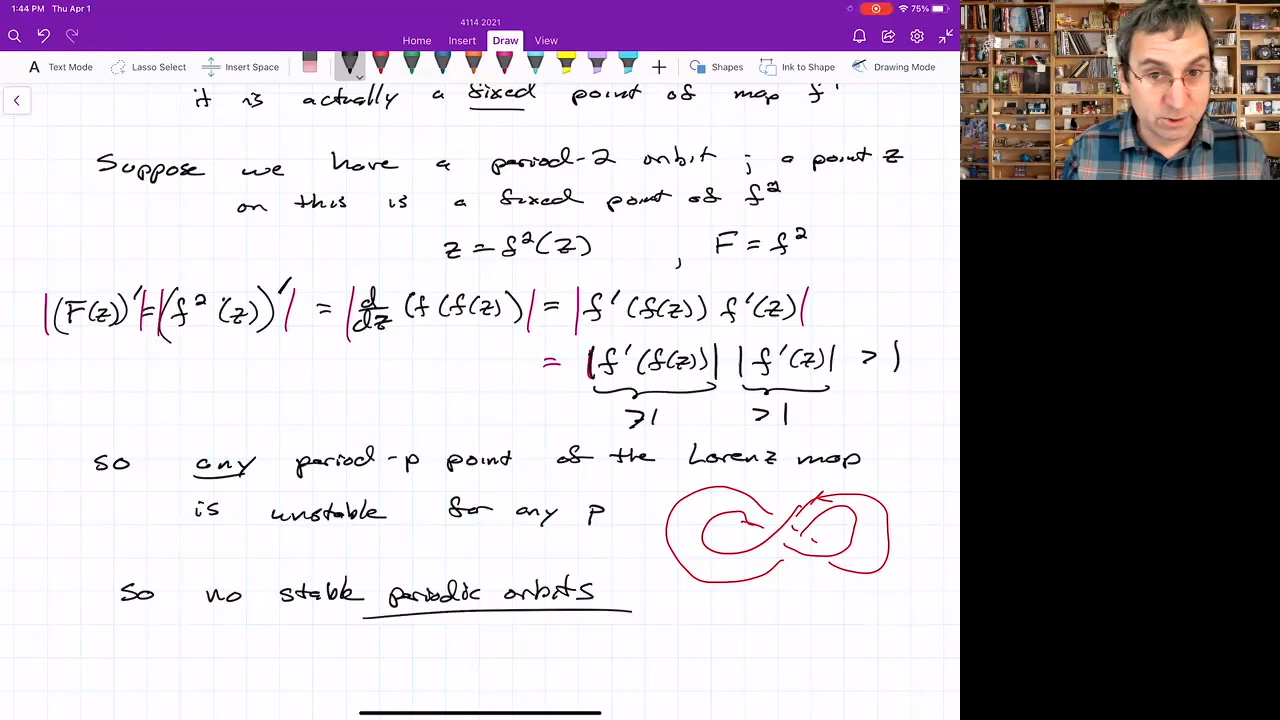 1:44 PM Thu Apr 1
75%
4114 2021
Home Insert Draw View
A Text Mode Lasso Select Insert Space Shapes Ink to Shape Drawing Mode
it is actually a fixed point of map f'
Suppose we have a period-2 orbit ; a point z
on this is a fixed point of f²
z = f²(z) , F = f²
|(F(z))'| = |(f²(z))'| = |d/dz (f(f(z))| = |f'(f(z)) f'(z)|
= |f'(f(z))| |f'(z)| > 1
>1 >1
so any period-p point of the Lorenz map
is unstable for any p
so no stable periodic orbits